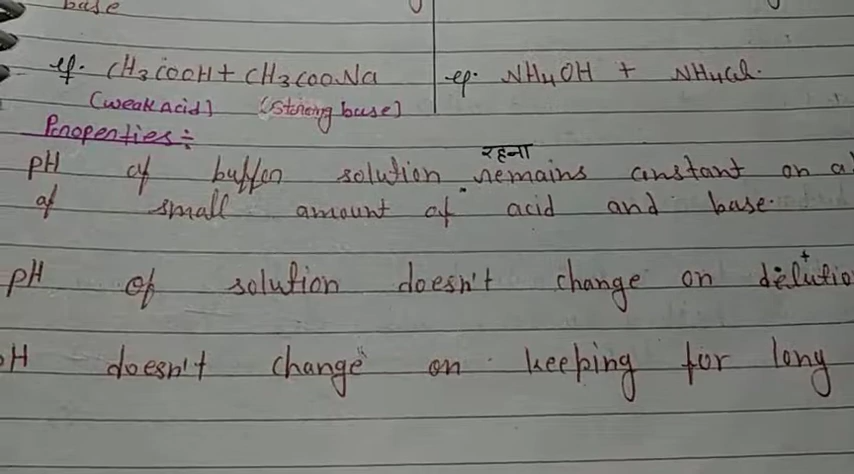 base
eg. CH3COOH + CH3COONa eg. NH4OH + NH4Cl.
(weak acid) (strong base)
Properties:-
रहना
pH of buffer solution remains constant on a
of small amount of acid and base.
pH of solution doesn't change on dilutio
H doesn't change on keeping for long